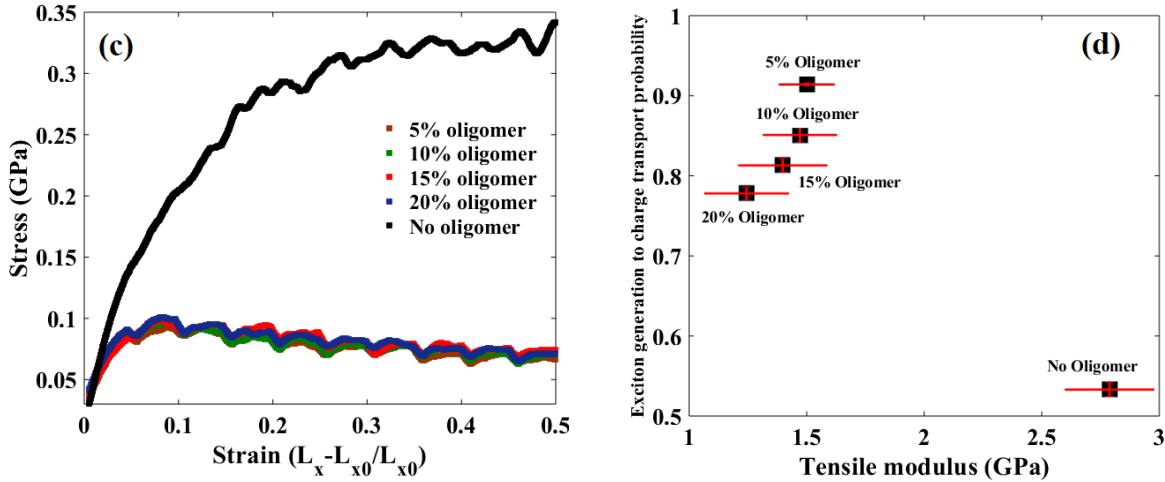 (c)
Stress (GPa)
0.35
0.3
0.25
0.2
0.15
0.1
0.05
5% oligomer
10% oligomer
15% oligomer
20% oligomer
No oligomer
0 0.1 0.2 0.3 0.4 0.5
Strain (Lx-Lx0/Lx0)
(d)
Exciton generation to charge transport probability
1
0.9
0.8
0.7
0.6
0.5
5% Oligomer
10% Oligomer
15% Oligomer
20% Oligomer
No Oligomer
1 1.5 2 2.5 3
Tensile modulus (GPa)